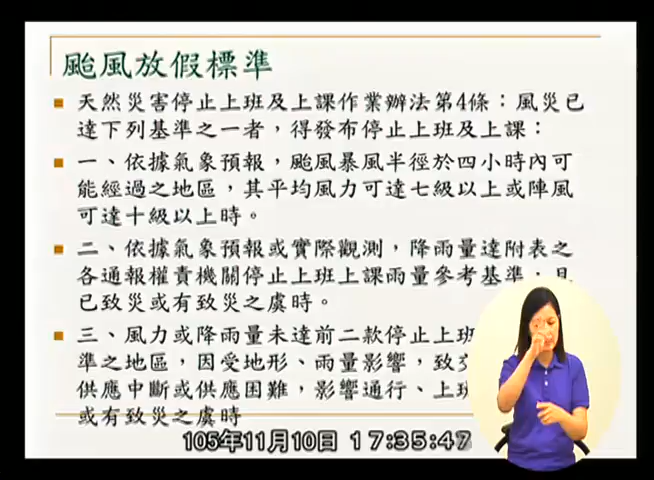 颱風放假標準
天然災害停止上班及上課作業辦法第4條：風災已
達下列基準之一者，得發布停止上班及上課：
一、依據氣象預報，颱風暴風半徑於四小時內可
能經過之地區，其平均風力可達七級以上或陣風
可達十級以上時。
二、依據氣象預報或實際觀測，降雨量達附表之
各通報權責機關停止上班上課雨量參考基準，且
已致災或有致災之虞時。
三、風力或降雨量未達前二款停止上班
準之地區，因受地形、雨量影響，致
供應中斷或供應困難，影響通行、上班
或有致災之虞時
105年11月10日 17:35:47